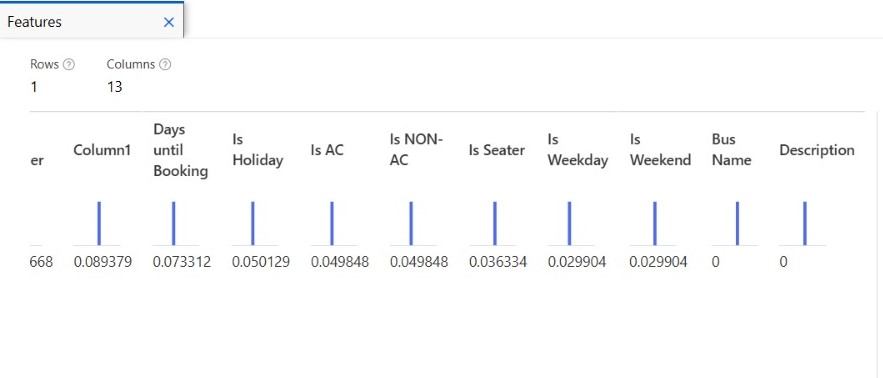 Features
Rows Columns
1 13
er Column1 Days until Booking Is Holiday Is AC Is NON-AC Is Seater Is Weekday Is Weekend Bus Name Description
668 0.089379 0.073312 0.050129 0.049848 0.049848 0.036334 0.029904 0.029904 0 0